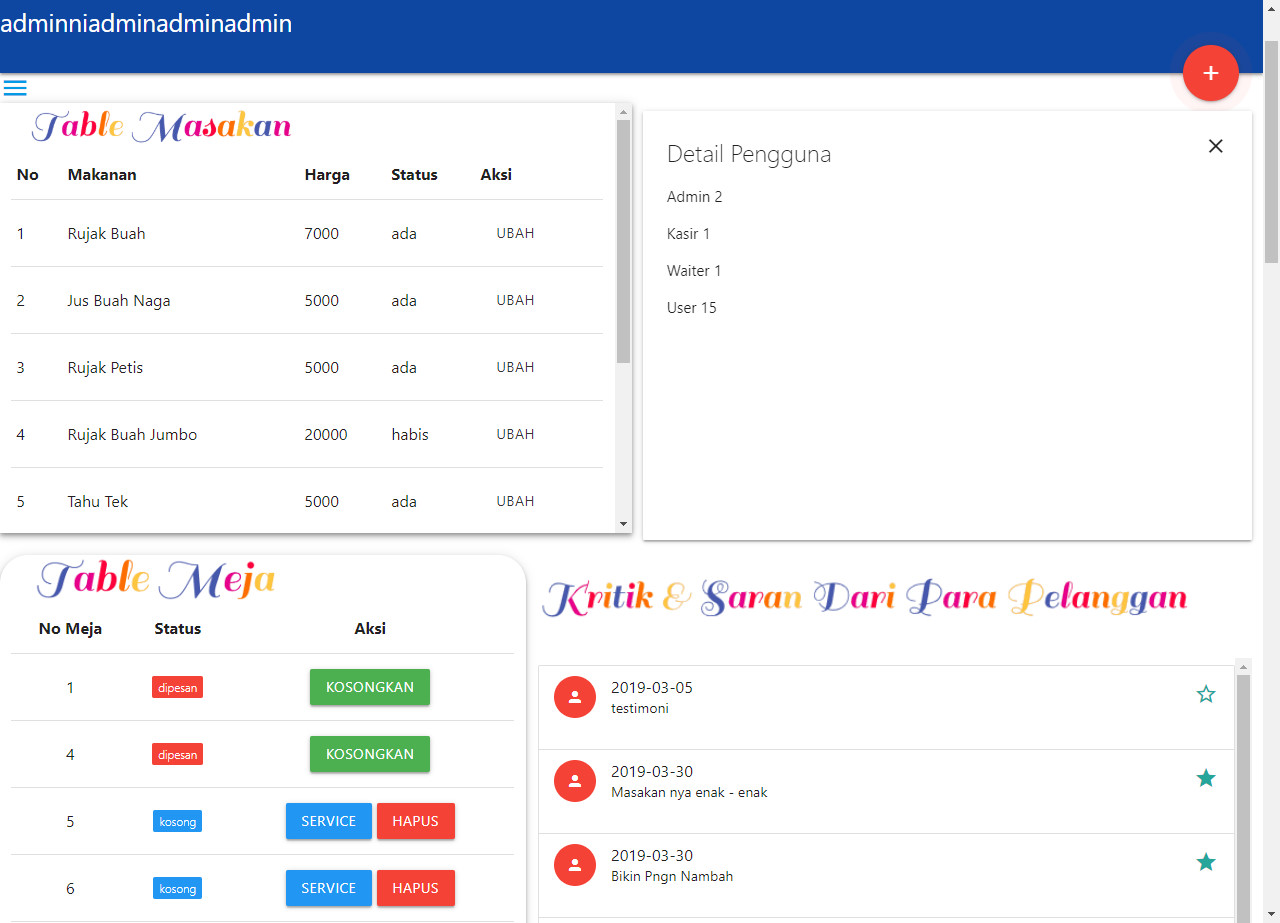 adminniadminadminadmin
+
Table Masakan
No Makanan Harga Status Aksi
1 Rujak Buah 7000 ada UBAH
2 Jus Buah Naga 5000 ada UBAH
3 Rujak Petis 5000 ada UBAH
4 Rujak Buah Jumbo 20000 habis UBAH
5 Tahu Tek 5000 ada UBAH
Detail Pengguna
Admin 2
Kasir 1
Waiter 1
User 15
Table Meja
No Meja Status Aksi
1 dipesan KOSONGKAN
4 dipesan KOSONGKAN
5 kosong SERVICE HAPUS
6 kosong SERVICE HAPUS
Kritik & Saran Dari Para Pelanggan
2019-03-05
testimoni
2019-03-30
Masakan nya enak - enak
2019-03-30
Bikin Pngn Nambah